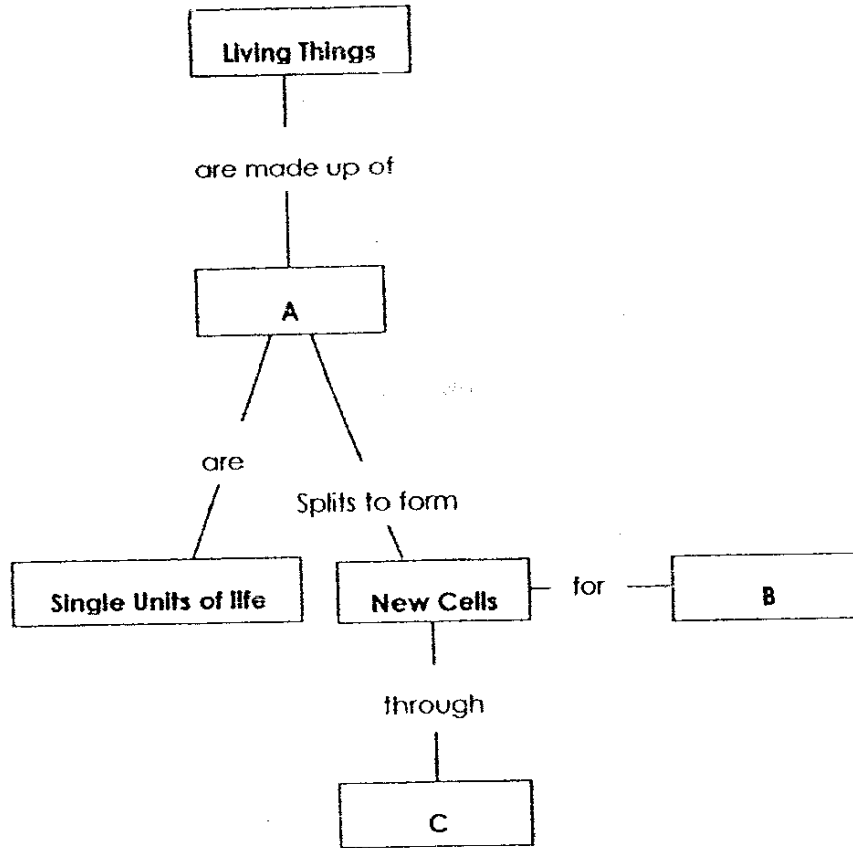 Living Things
are made up of
A
are
Splits to form
Single Units of life
New Cells
for
B
through
C